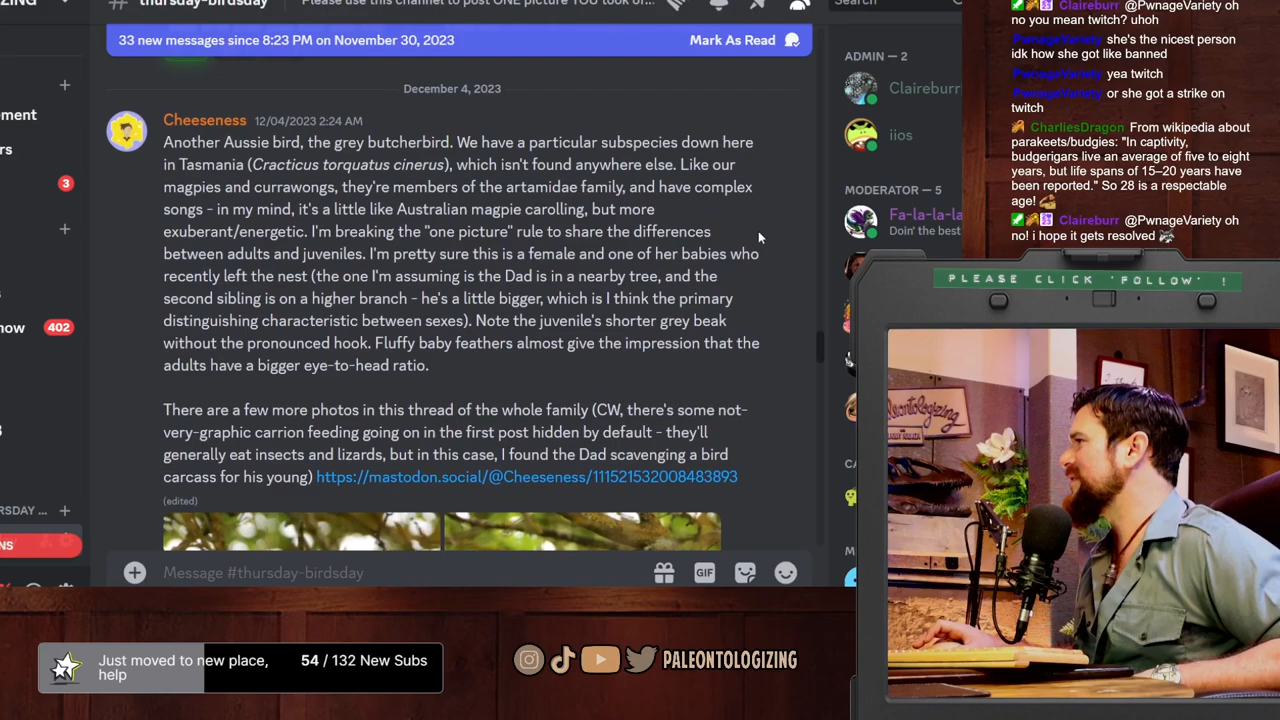 thursday-birdsday
Please use this channel to post ONE picture YOU took of...
Search
33 new messages since 8:23 PM on November 30, 2023
Mark As Read
December 4, 2023
Cheeseness 12/04/2023 2:24 AM
Another Aussie bird, the grey butcherbird. We have a particular subspecies down here
in Tasmania (Cracticus torquatus cinerus), which isn't found anywhere else. Like our
magpies and currawongs, they're members of the artamidae family, and have complex
songs - in my mind, it's a little like Australian magpie carolling, but more
exuberant/energetic. I'm breaking the "one picture" rule to share the differences
between adults and juveniles. I'm pretty sure this is a female and one of her babies who
recently left the nest (the one I'm assuming is the Dad is in a nearby tree, and the
second sibling is on a higher branch - he's a little bigger, which is I think the primary
distinguishing characteristic between sexes). Note the juvenile's shorter grey beak
without the pronounced hook. Fluffy baby feathers almost give the impression that the
adults have a bigger eye-to-head ratio.
There are a few more photos in this thread of the whole family (CW, there's some not-
very-graphic carrion feeding going on in the first post hidden by default - they'll
generally eat insects and lizards, but in this case, I found the Dad scavenging a bird
carcass for his young) https://mastodon.social/@Cheeseness/111521532008483893
(edited)
Message #thursday-birdsday
GIF
3
402
ADMIN — 2
Claireburr
iios
MODERATOR — 5
Fa-la-la-la
Doin' the best
Claireburr @PwnageVariety oh
no you mean twitch? uhoh
PwnageVariety she's the nicest person
idk how she got like banned
PwnageVariety yea twitch
PwnageVariety or she got a strike on
twitch
CharliesDragon From wikipedia about
parakeets/budgies: "In captivity,
budgerigars live an average of five to eight
years, but life spans of 15–20 years have
been reported." So 28 is a respectable
age!
Claireburr @PwnageVariety oh
no! i hope it gets resolved
PLEASE CLICK 'FOLLOW' !
Just moved to new place,
help
54 / 132 New Subs
PALEONTOLOGIZING